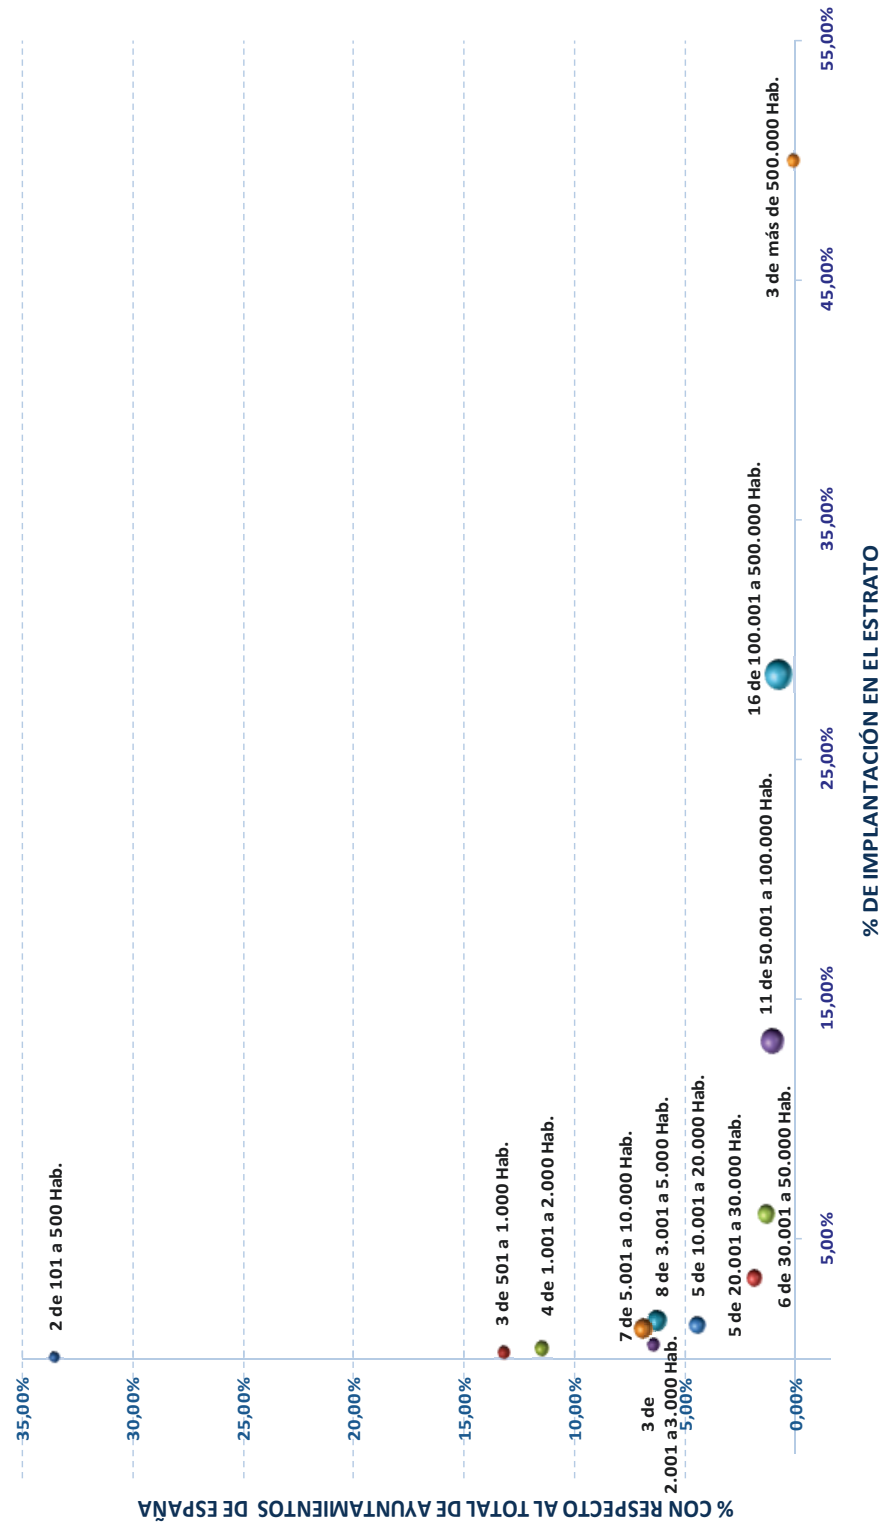 % CON RESPECTO AL TOTAL DE AYUNTAMIENTOS DE ESPAÑA
35,00%
30,00%
25,00%
20,00%
15,00%
10,00%
5,00%
0,00%
2 de 101 a 500 Hab.
3 de 501 a 1.000 Hab.
4 de 1.001 a 2.000 Hab.
7 de 5.001 a 10.000 Hab.
3 de
2.001 a 3.000 Hab.
8 de 3.001 a 5.000 Hab.
5 de 10.001 a 20.000 Hab.
5 de 20.001 a 30.000 Hab.
6 de 30.001 a 50.000 Hab.
11 de 50.001 a 100.000 Hab.
16 de 100.001 a 500.000 Hab.
3 de más de 500.000 Hab.
5,00%
15,00%
25,00%
35,00%
45,00%
55,00%
% DE IMPLANTACIÓN EN EL ESTRATO